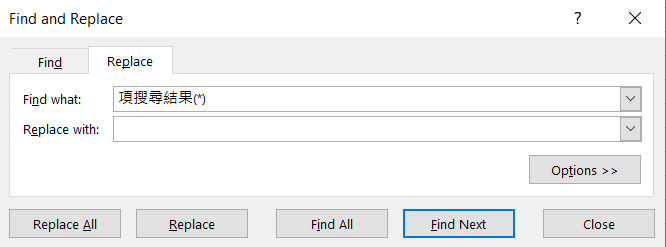 Find and Replace
?
Find
Replace
Find what:
項搜尋結果(*)
Replace with:
Options >>
Replace All
Replace
Find All
Find Next
Close